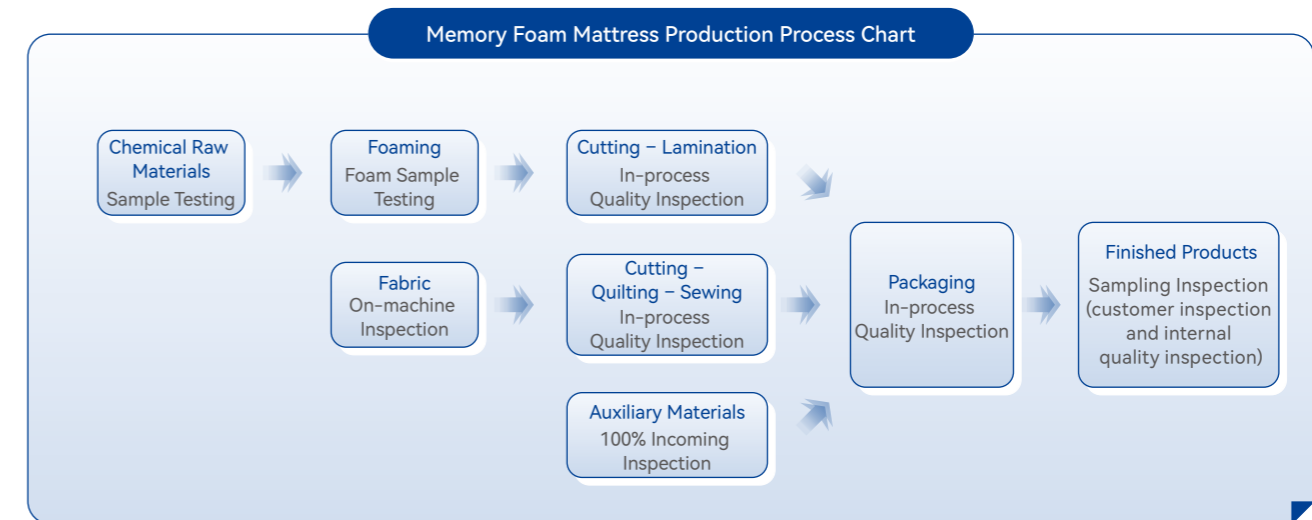 Memory Foam Mattress Production Process Chart
Chemical Raw
Materials
Sample Testing
Foaming
Foam Sample
Testing
Cutting – Lamination
In-process
Quality Inspection
Fabric
On-machine
Inspection
Cutting –
Quilting – Sewing
In-process
Quality Inspection
Auxiliary Materials
100% Incoming
Inspection
Packaging
In-process
Quality Inspection
Finished Products
Sampling Inspection
(customer inspection
and internal
quality inspection)